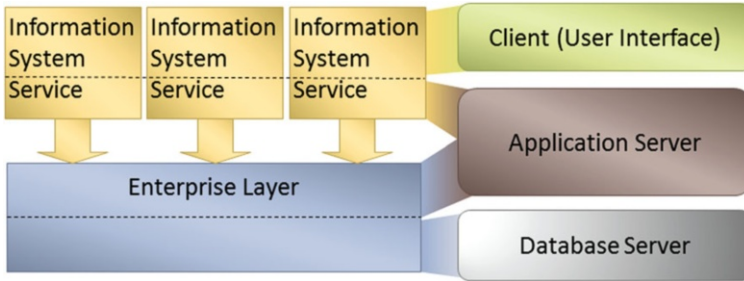 Information
System
Service
Information
System
Service
Information
System
Service
Client (User Interface)
Application Server
Enterprise Layer
Database Server